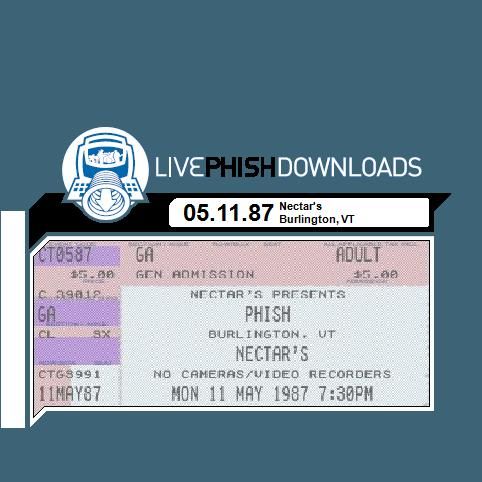 LIVEPHISHDOWNLOADS
05.11.87
Nectar's
Burlington, VT
CT0587 GA ADULT
$5.00 GEN ADMISSION $5.00
NECTAR'S PRESENTS
GA PHISH
CL SX BURLINGTON, VT
NECTAR'S
CTG8991 NO CAMERAS/VIDEO RECORDERS
11MAY87 MON 11 MAY 1987 7:30PM